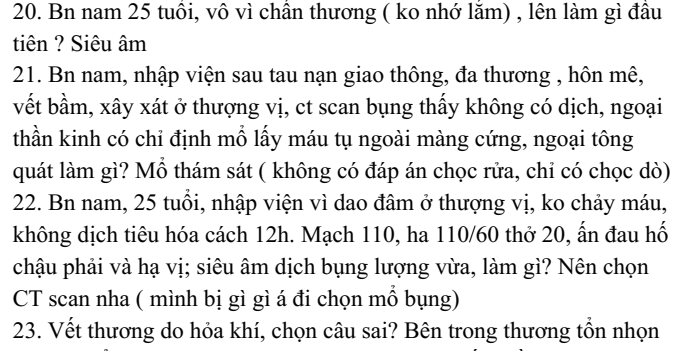 20. Bn nam 25 tuổi, vô vì chấn thương ( ko nhớ lắm) , lên làm gì đầu
tiên ? Siêu âm
21. Bn nam, nhập viện sau tau nạn giao thông, đa thương , hôn mê,
vết bầm, xây xát ở thượng vị, ct scan bụng thấy không có dịch, ngoại
thần kinh có chỉ định mổ lấy máu tụ ngoài màng cứng, ngoại tông
quát làm gì? Mổ thám sát ( không có đáp án chọc rửa, chỉ có chọc dò)
22. Bn nam, 25 tuổi, nhập viện vì dao đâm ở thượng vị, ko chảy máu,
không dịch tiêu hóa cách 12h. Mạch 110, ha 110/60 thở 20, ấn đau hố
chậu phải và hạ vị; siêu âm dịch bụng lượng vừa, làm gì? Nên chọn
CT scan nha ( mình bị gì gì á đi chọn mổ bụng)
23. Vết thương do hỏa khí, chọn câu sai? Bên trong thương tổn nhọn